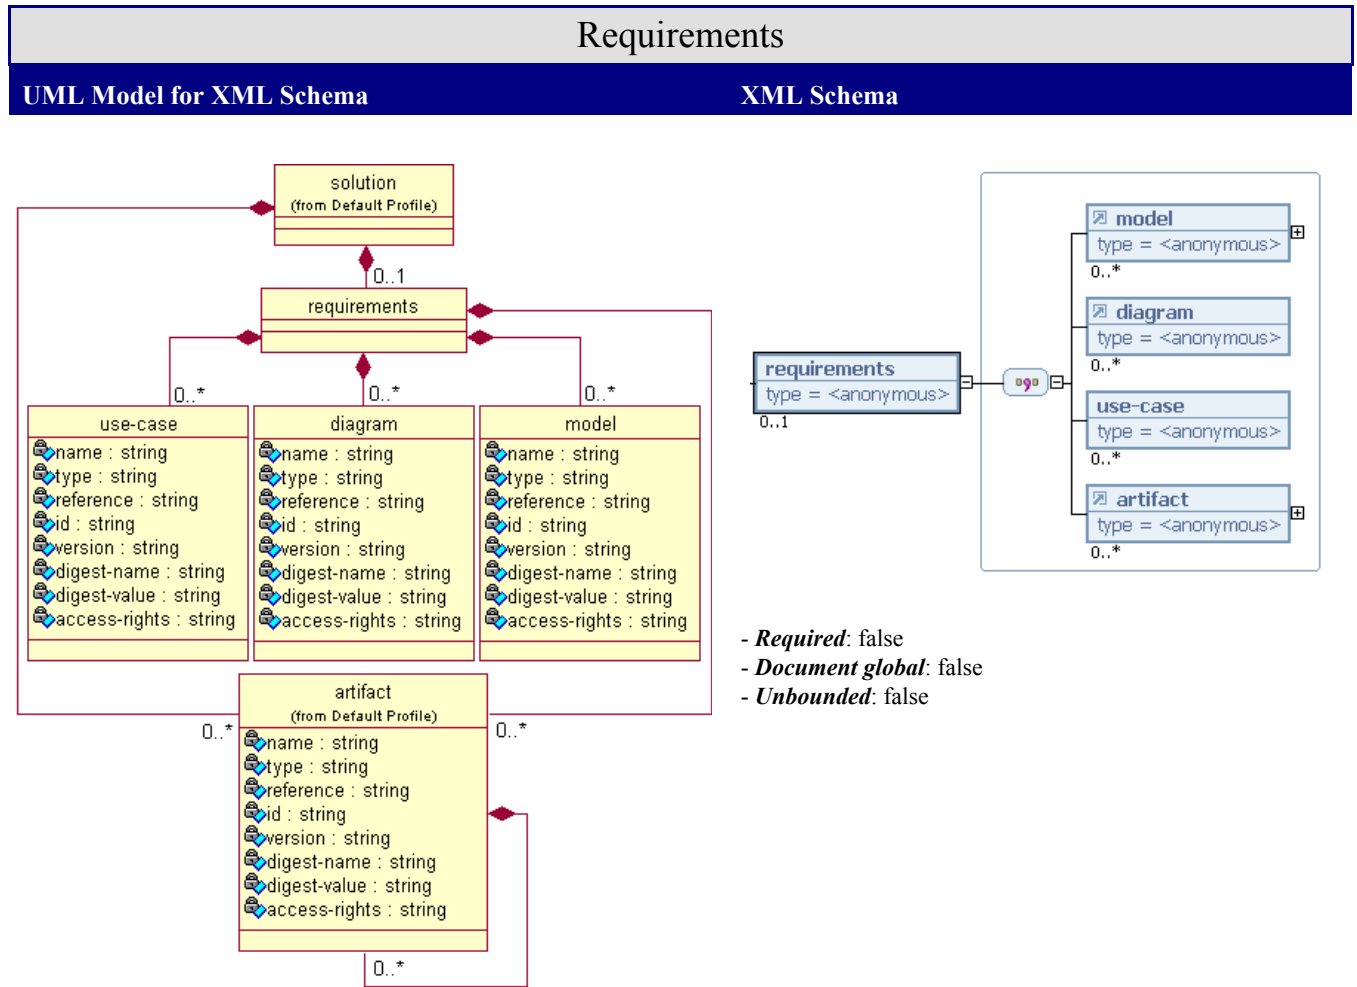 Requirements
UML Model for XML Schema
XML Schema
solution
(from Default Profile)
0..1
requirements
0..*
0..*
0..*
use-case
name : string
type : string
reference : string
id : string
version : string
digest-name : string
digest-value : string
access-rights : string
diagram
name : string
type : string
reference : string
id : string
version : string
digest-name : string
digest-value : string
access-rights : string
model
name : string
type : string
reference : string
id : string
version : string
digest-name : string
digest-value : string
access-rights : string
artifact
(from Default Profile)
0..*
0..*
name : string
type : string
reference : string
id : string
version : string
digest-name : string
digest-value : string
access-rights : string
0..*
requirements
type = <anonymous>
0..1
model
type = <anonymous>
0..*
diagram
type = <anonymous>
0..*
use-case
type = <anonymous>
0..*
artifact
type = <anonymous>
0..*
- Required: false
- Document global: false
- Unbounded: false